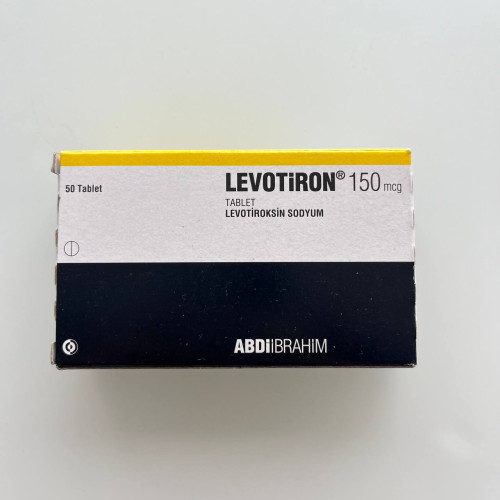 50 Tablet
LEVOTİRON® 150 mcg
TABLET
LEVOTİROKSİN SODYUM
ABDİİBRAHİM